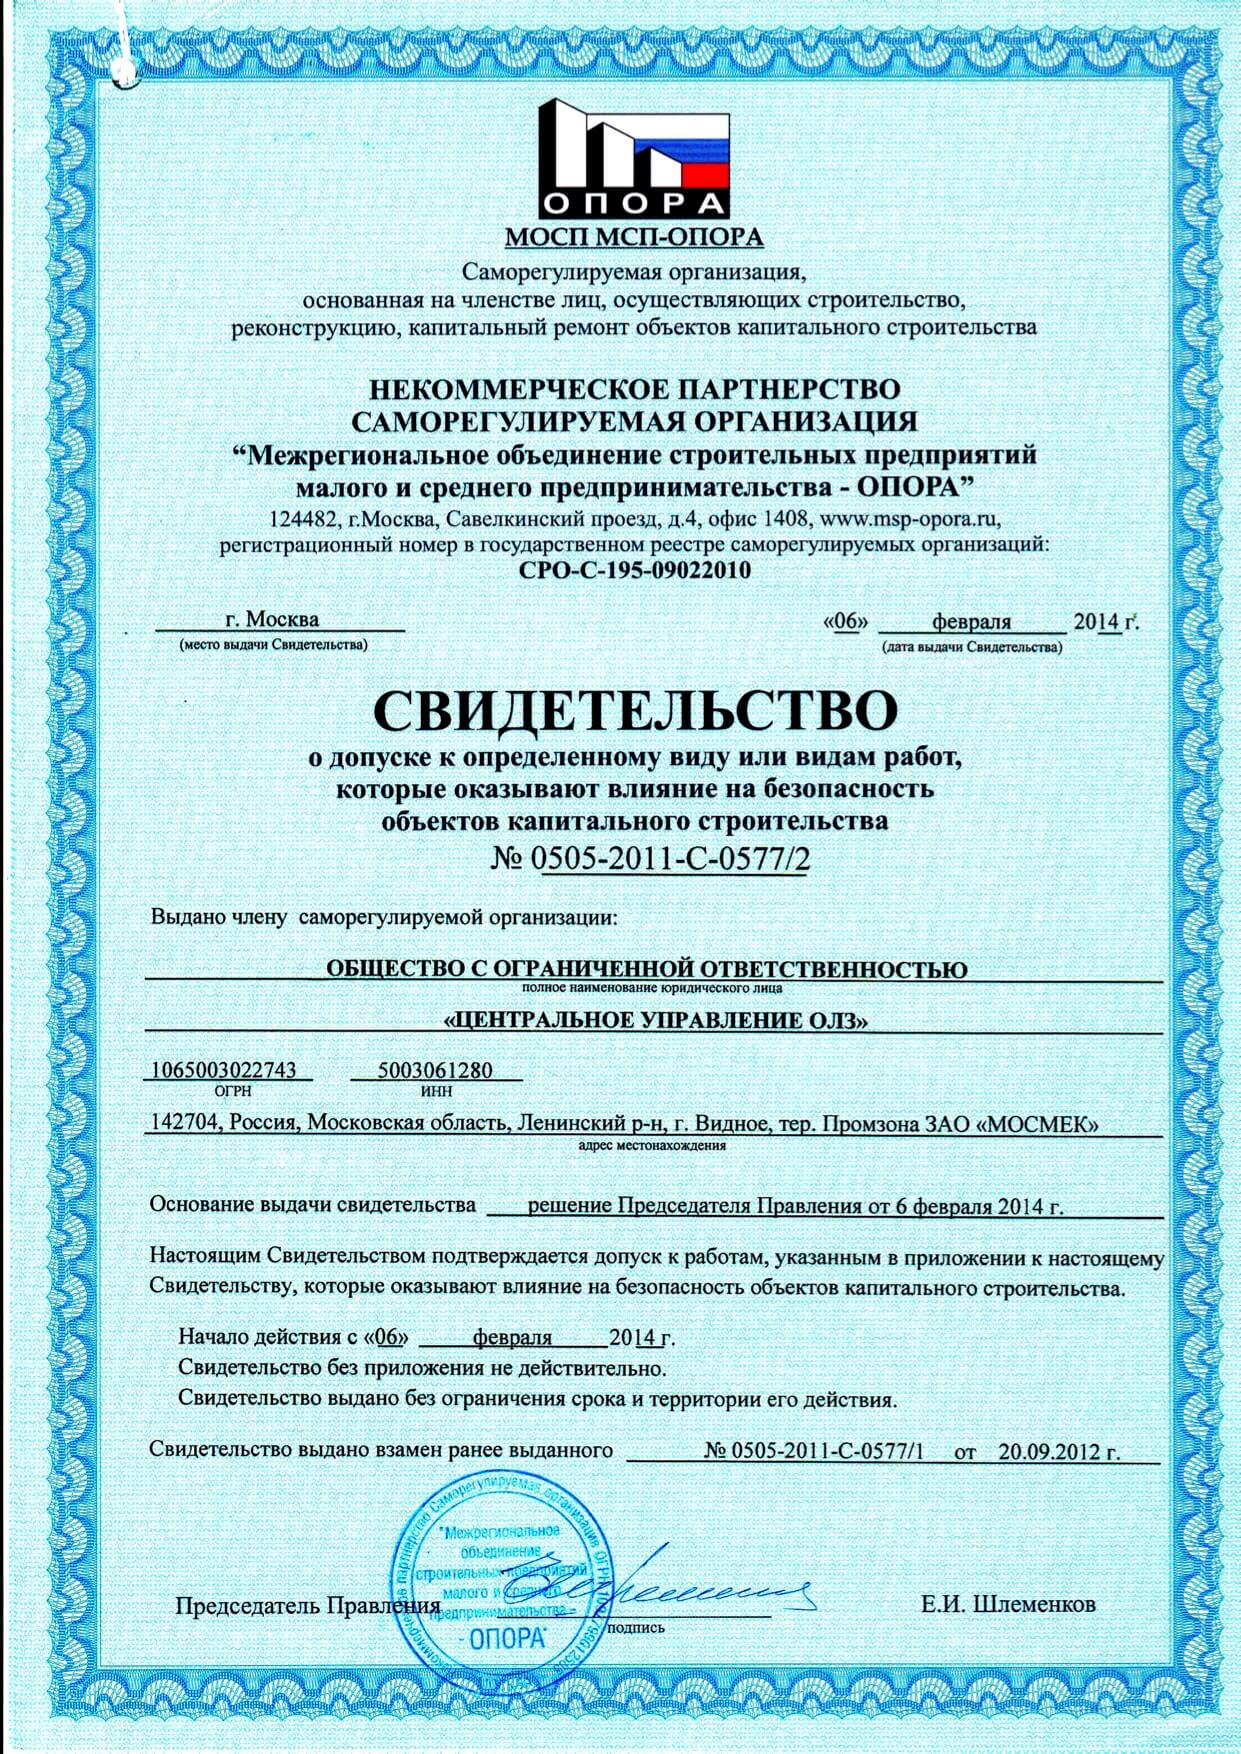 ОПОРА
МОСП МСП-ОПОРА
Саморегулируемая организация,
основанная на членстве лиц, осуществляющих строительство,
реконструкцию, капитальный ремонт объектов капитального строительства
НЕКОММЕРЧЕСКОЕ ПАРТНЕРСТВО
САМОРЕГУЛИРУЕМАЯ ОРГАНИЗАЦИЯ
“Межрегиональное объединение строительных предприятий
малого и среднего предпринимательства - ОПОРА”
124482, г.Москва, Савелкинский проезд, д.4, офис 1408, www.msp-opora.ru,
регистрационный номер в государственном реестре саморегулируемых организаций:
СРО-С-195-09022010
г. Москва «06» февраля 2014 г.
(место выдачи Свидетельства) (дата выдачи Свидетельства)
СВИДЕТЕЛЬСТВО
о допуске к определенному виду или видам работ,
которые оказывают влияние на безопасность
объектов капитального строительства
№ 0505-2011-С-0577/2
Выдано члену саморегулируемой организации:
ОБЩЕСТВО С ОГРАНИЧЕННОЙ ОТВЕТСТВЕННОСТЬЮ
полное наименование юридического лица
«ЦЕНТРАЛЬНОЕ УПРАВЛЕНИЕ ОЛЗ»
1065003022743 5003061280
ОГРН ИНН
142704, Россия, Московская область, Ленинский р-н, г. Видное, тер. Промзона ЗАО «МОСМЕК»
адрес местонахождения
Основание выдачи свидетельства решение Председателя Правления от 6 февраля 2014 г.
Настоящим Свидетельством подтверждается допуск к работам, указанным в приложении к настоящему
Свидетельству, которые оказывают влияние на безопасность объектов капитального строительства.
Начало действия с «06» февраля 2014 г.
Свидетельство без приложения не действительно.
Свидетельство выдано без ограничения срока и территории его действия.
Свидетельство выдано взамен ранее выданного № 0505-2011-С-0577/1 от 20.09.2012 г.
Саморегулируемая организация
"Межрегиональное
объединение
строительных предприятий
малого и среднего
предпринимательства -
- ОПОРА"
Председатель Правления Е.И. Шлеменков
подпись